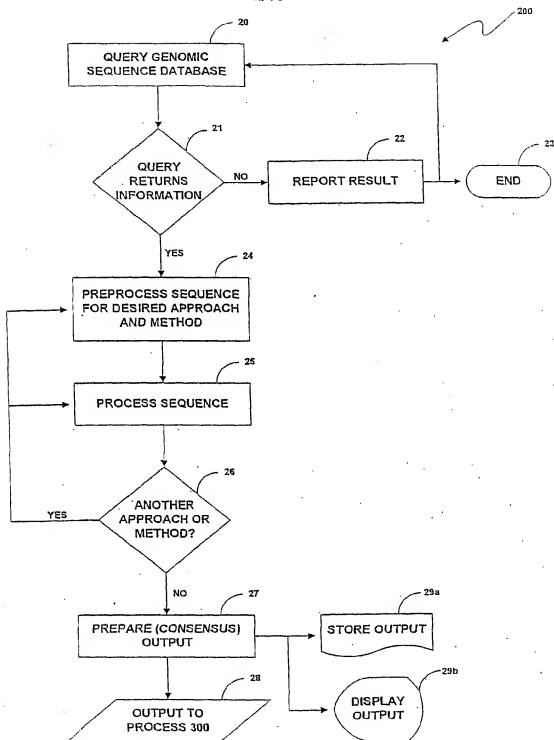 200
20
QUERY GENOMIC
SEQUENCE DATABASE
21
QUERY
RETURNS
INFORMATION
NO
22
REPORT RESULT
23
END
YES
24
PREPROCESS SEQUENCE
FOR DESIRED APPROACH
AND METHOD
25
PROCESS SEQUENCE
26
ANOTHER
APPROACH OR
METHOD?
YES
NO
27
PREPARE (CONSENSUS)
OUTPUT
29a
STORE OUTPUT
28
OUTPUT TO
PROCESS 300
29b
DISPLAY
OUTPUT